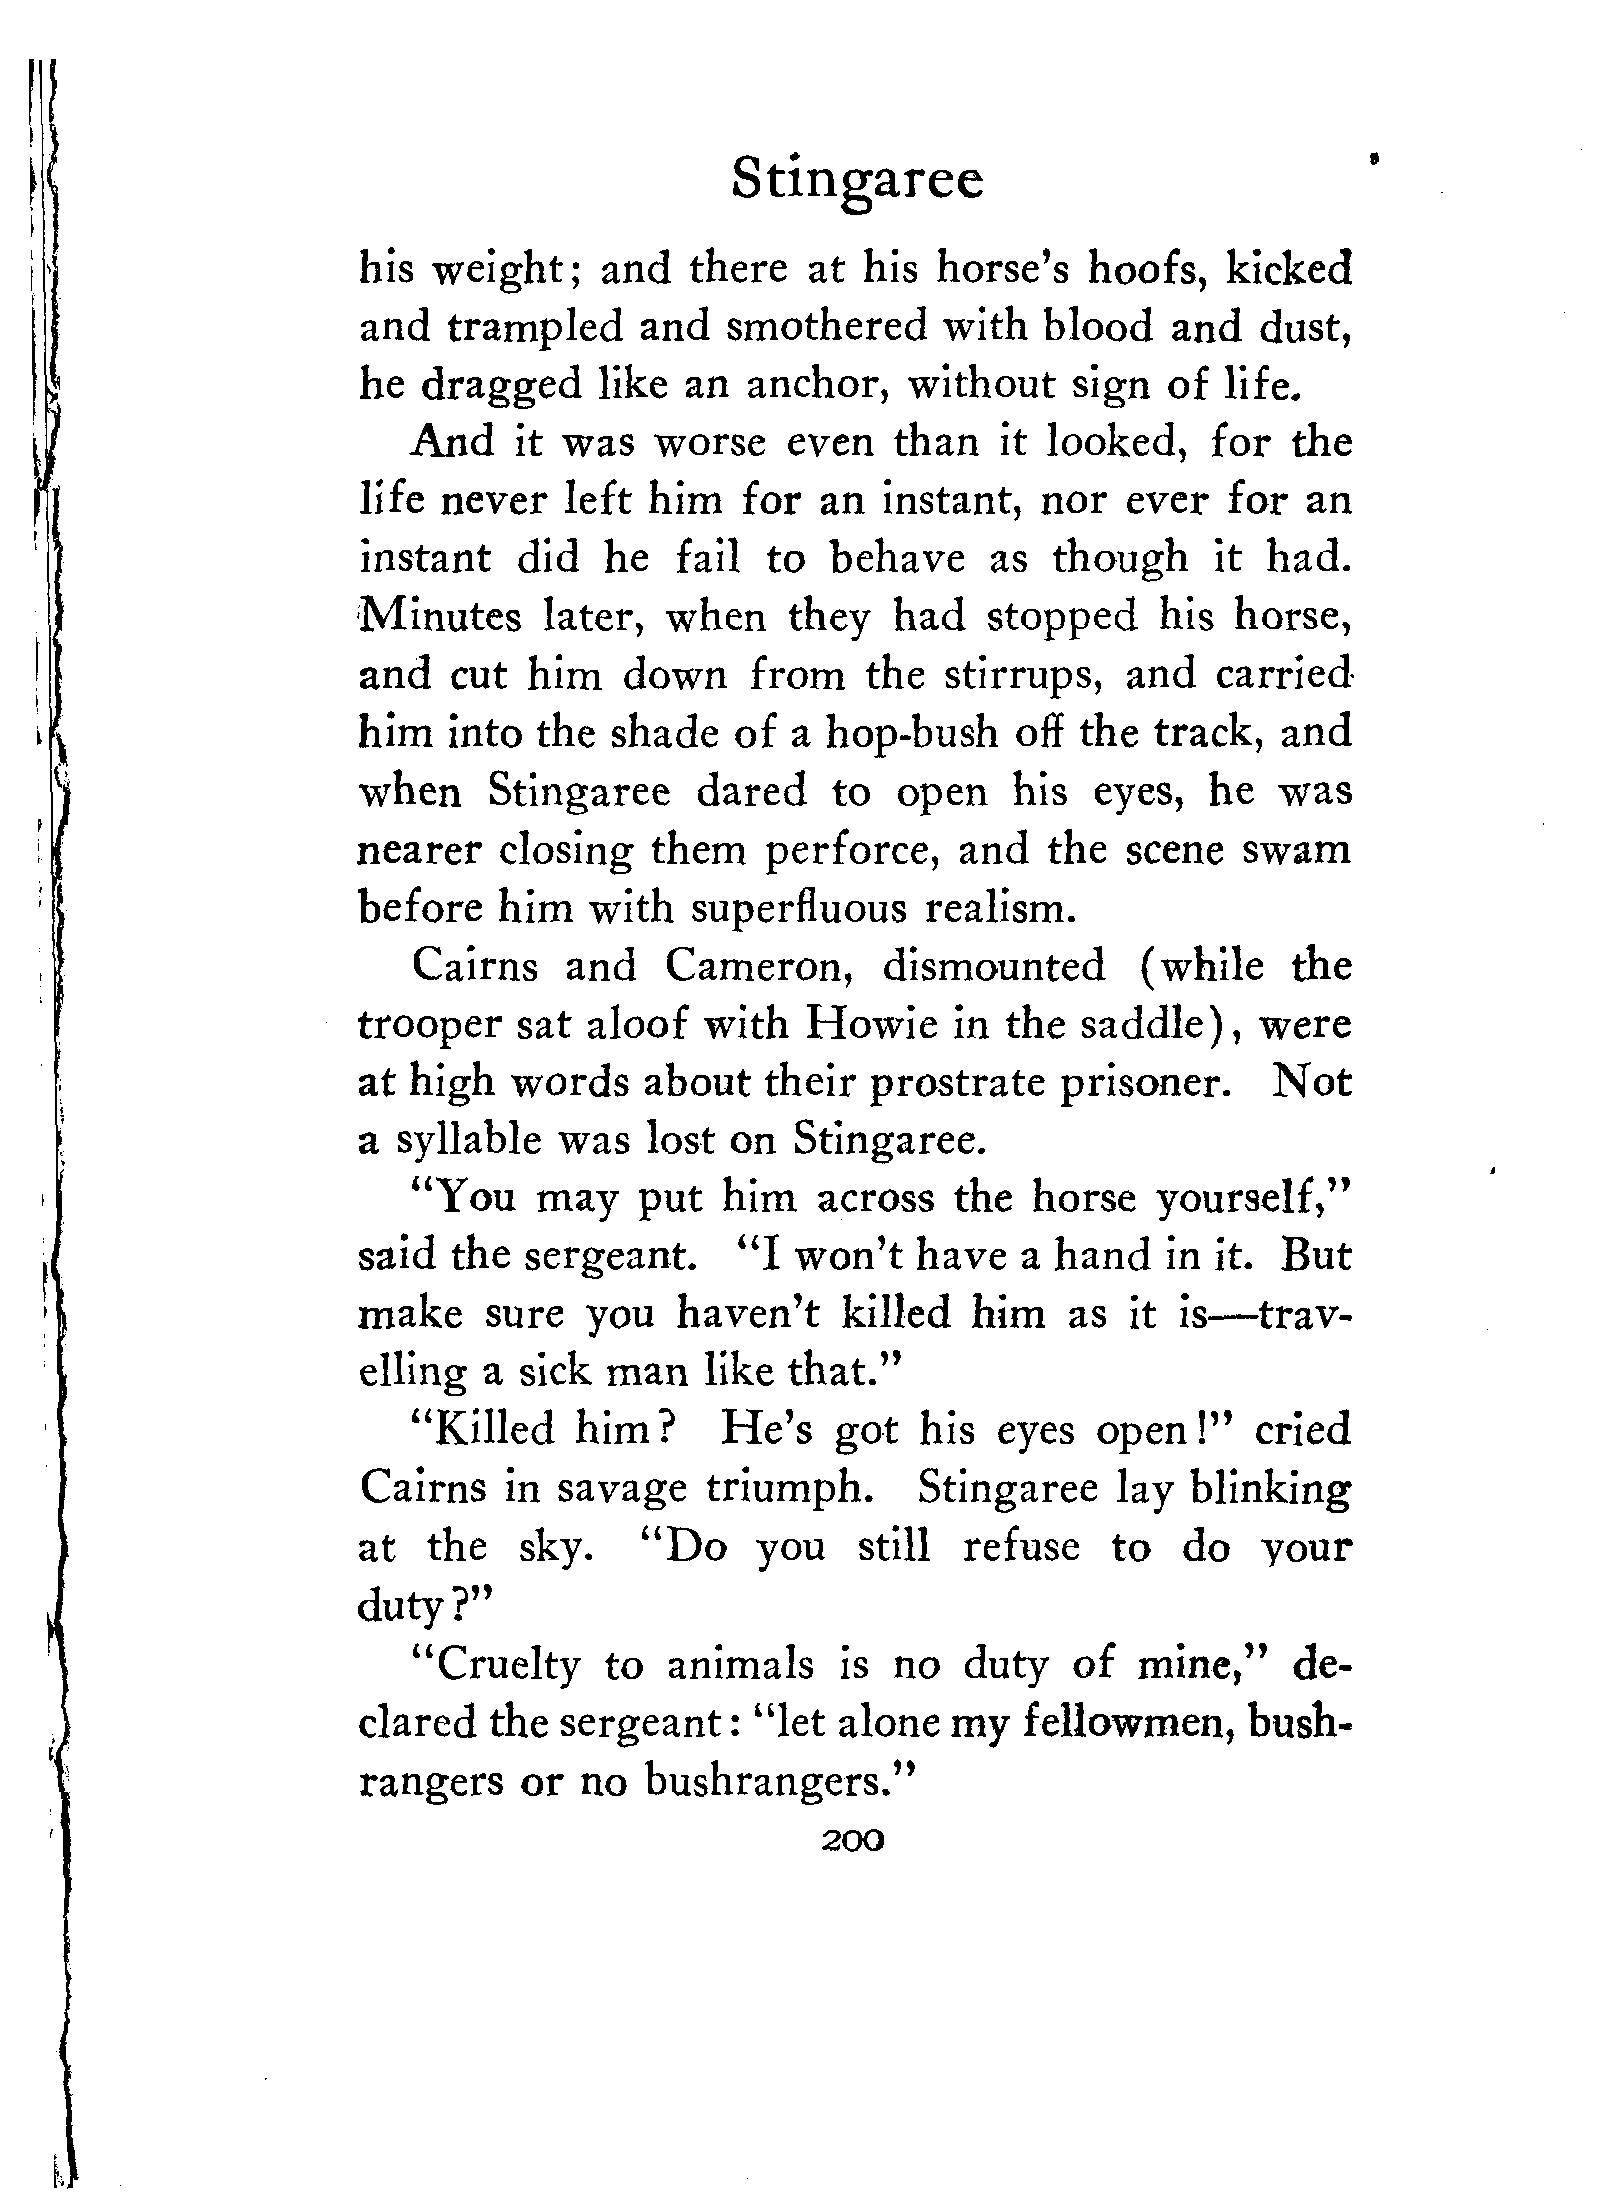 Stingaree
his weight; and there at his horse's hoofs, kicked
and trampled and smothered with blood and dust,
he dragged like an anchor, without sign of life.
And it was worse even than it looked, for the
life never left him for an instant, nor ever for an
instant did he fail to behave as though it had.
Minutes later, when they had stopped his horse,
and cut him down from the stirrups, and carried
him into the shade of a hop-bush off the track, and
when Stingaree dared to open his eyes, he was
nearer closing them perforce, and the scene swam
before him with superfluous realism.
Cairns and Cameron, dismounted (while the
trooper sat aloof with Howie in the saddle), were
at high words about their prostrate prisoner. Not
a syllable was lost on Stingaree.
“You may put him across the horse yourself,”
said the sergeant. “I won't have a hand in it. But
make sure you haven't killed him as it is—trav-
elling a sick man like that.”
“Killed him? He's got his eyes open!” cried
Cairns in savage triumph. Stingaree lay blinking
at the sky. “Do you still refuse to do your
duty?”
“Cruelty to animals is no duty of mine,” de-
clared the sergeant: “let alone my fellowmen, bush-
rangers or no bushrangers.”
200